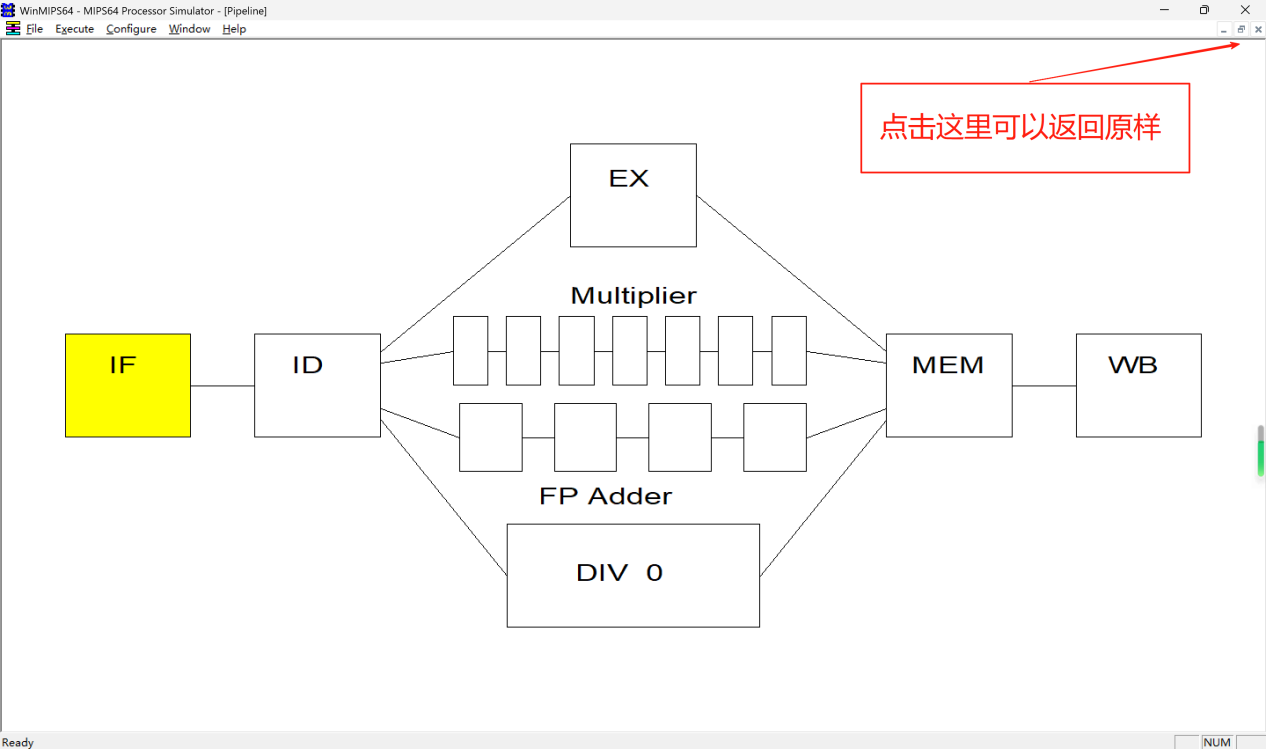 WinMIPS64 - MIPS64 Processor Simulator - [Pipeline]
File Execute Configure Window Help
点击这里可以返回原样
EX
Multiplier
IF
ID
MEM
WB
FP Adder
DIV 0
Ready
NUM